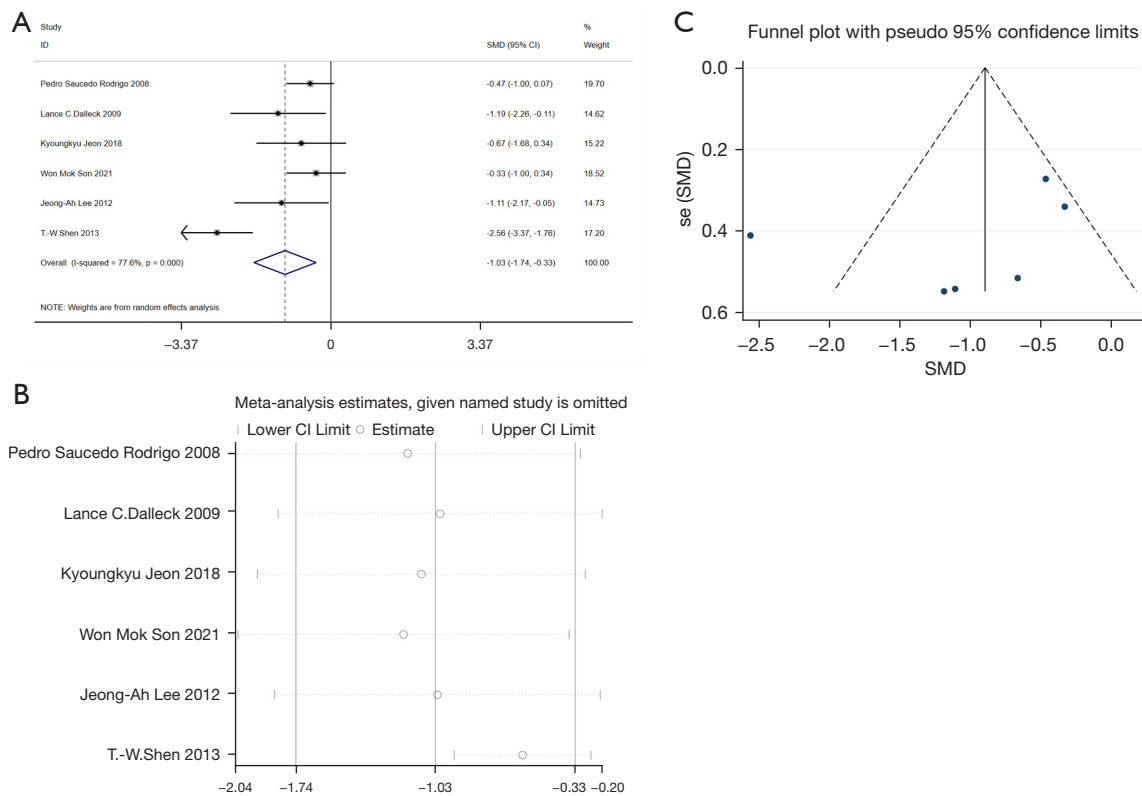 A
Study %
ID SMD (95% CI) Weight
Pedro Saucedo Rodrigo 2008 -0.47 (-1.00, 0.07) 19.70
Lance C.Dalleck 2009 -1.19 (-2.26, -0.11) 14.62
Kyoungkyu Jeon 2018 -0.67 (-1.68, 0.34) 15.22
Won Mok Son 2021 -0.33 (-1.00, 0.34) 18.52
Jeong-Ah Lee 2012 -1.11 (-2.17, -0.05) 14.73
T.-W.Shen 2013 -2.56 (-3.37, -1.76) 17.20
Overall (I-squared = 77.6%, p = 0.000) -1.03 (-1.74, -0.33) 100.00
NOTE: Weights are from random effects analysis
−3.37 0 3.37
B
Meta-analysis estimates, given named study is omitted
Lower CI Limit Estimate Upper CI Limit
Pedro Saucedo Rodrigo 2008
Lance C.Dalleck 2009
Kyoungkyu Jeon 2018
Won Mok Son 2021
Jeong-Ah Lee 2012
T.-W.Shen 2013
-2.04 -1.74 -1.03 -0.33 -0.20
C
Funnel plot with pseudo 95% confidence limits
0.0
0.2
0.4
0.6
se (SMD)
−2.5 −2.0 −1.5 −1.0 −0.5 0.0
SMD